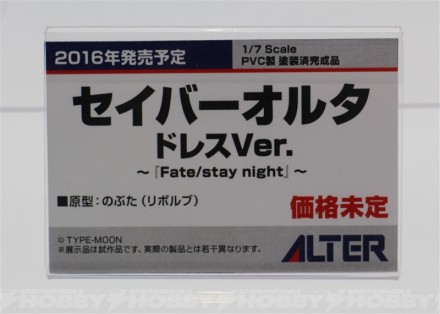 2016年発売予定
1/7 Scale
PVC製 塗装済完成品
セイバーオルタ
ドレスVer.
～『Fate/stay night』～
■原型：のぶた（リボルブ）
価格未定
© TYPE-MOON
※展示品は試作品です。実際の製品とは若干異なります。
ALTER
HOBBY HOBBY HOBBY HOBBY